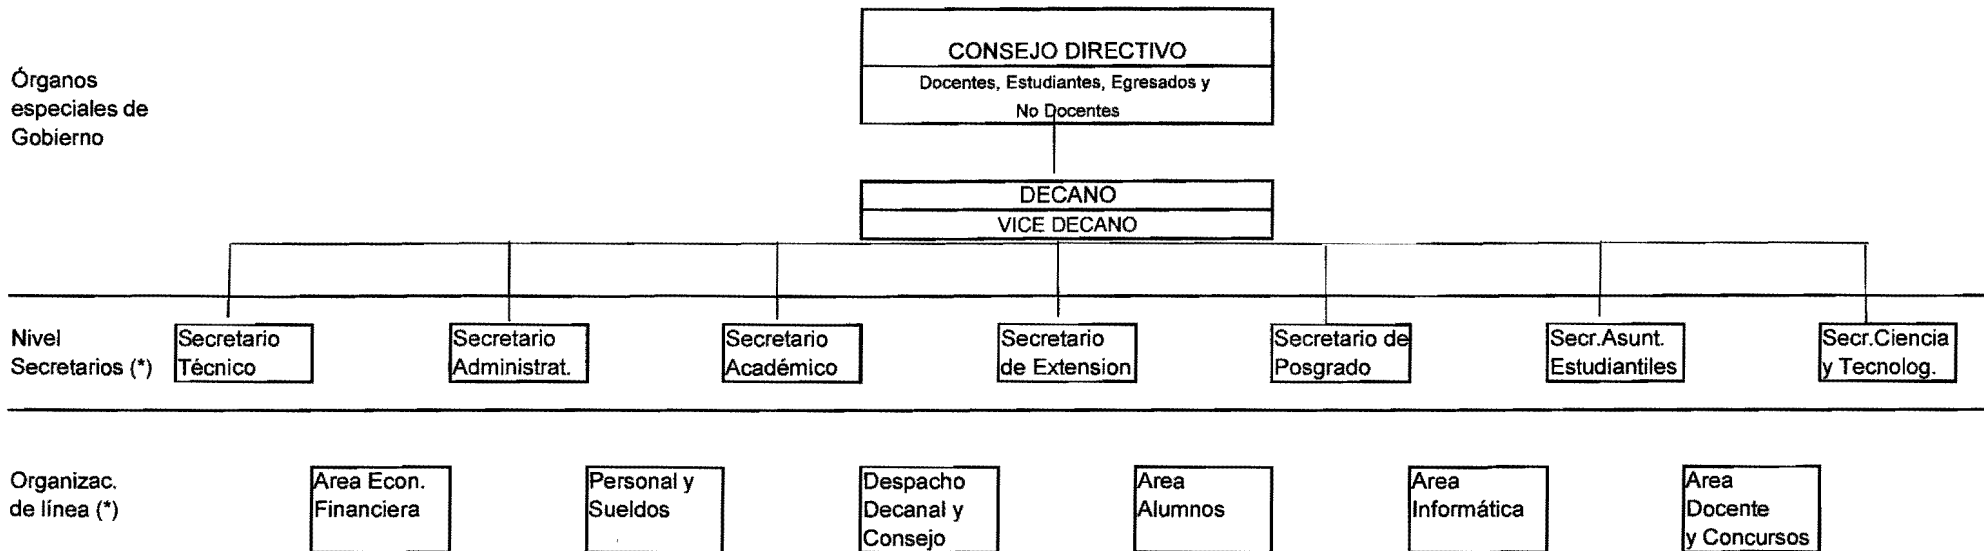 CONSEJO DIRECTIVO
Docentes, Estudiantes, Egresados y
No Docentes
Órganos
especiales de
Gobierno
DECANO
VICE DECANO
Nivel
Secretarios (*)
Secretario
Técnico
Secretario
Administrat.
Secretario
Académico
Secretario
de Extension
Secretario de
Posgrado
Secr.Asunt.
Estudiantiles
Secr.Ciencia
y Tecnolog.
Organizac.
de línea (*)
Area Econ.
Financiera
Personal y
Sueldos
Despacho
Decanal y
Consejo
Area
Alumnos
Area
Informática
Area
Docente
y Concursos